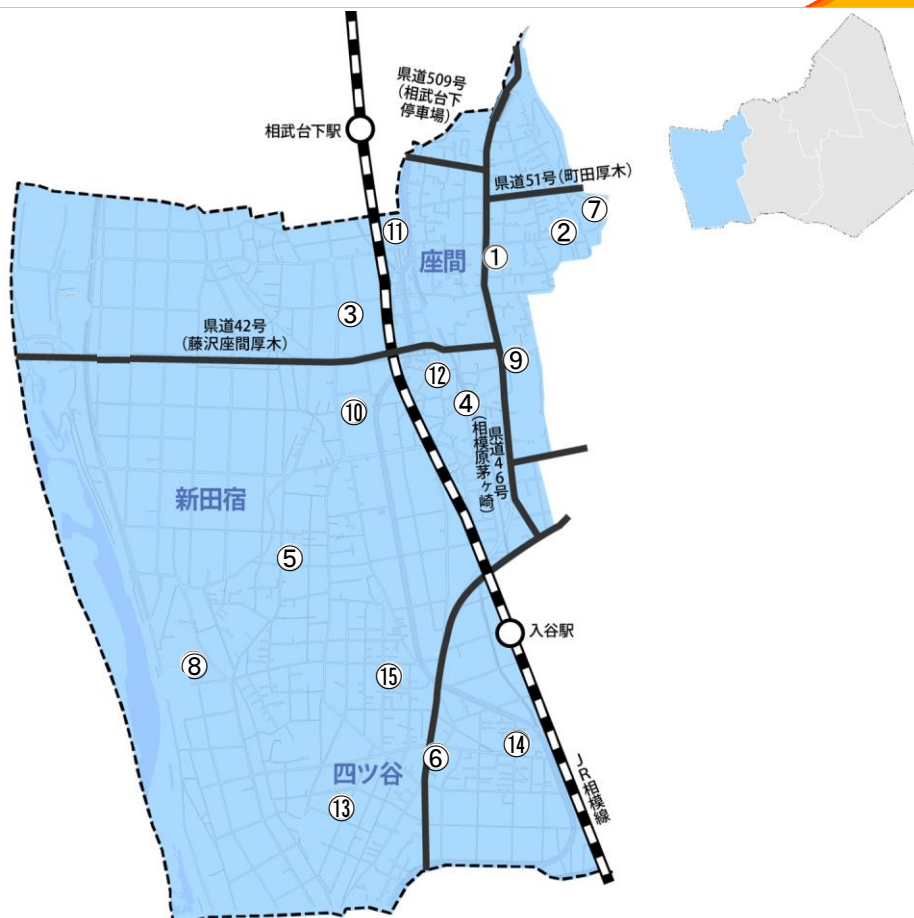 県道509号
(相武台下
停車場)
相武台下駅
県道51号(町田厚木)
⑦
②
⑪
座間
①
③
県道42号
(藤沢座間厚木)
⑨
⑫
④
⑩
県道46号
(相模原茅ヶ崎)
新田宿
⑤
入谷駅
⑧
⑮
⑭
⑥
四ツ谷
JR相模線
⑬